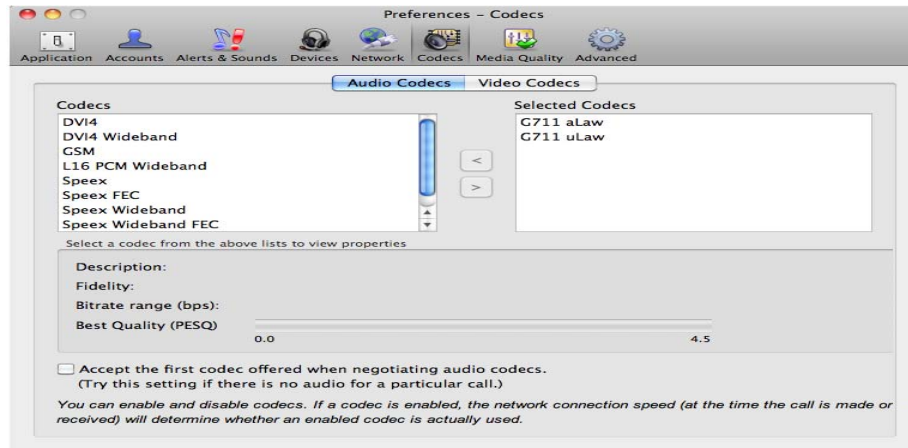 Preferences – Codecs
Application Accounts Alerts & Sounds Devices Network Codecs Media Quality Advanced
Audio Codecs Video Codecs
Codecs
DVI4
DVI4 Wideband
GSM
L16 PCM Wideband
Speex
Speex FEC
Speex Wideband
Speex Wideband FEC
<
>
Selected Codecs
G711 aLaw
G711 uLaw
Select a codec from the above lists to view properties
Description:
Fidelity:
Bitrate range (bps):
Best Quality (PESQ)
0.0 4.5
Accept the first codec offered when negotiating audio codecs.
(Try this setting if there is no audio for a particular call.)
You can enable and disable codecs. If a codec is enabled, the network connection speed (at the time the call is made or
received) will determine whether an enabled codec is actually used.